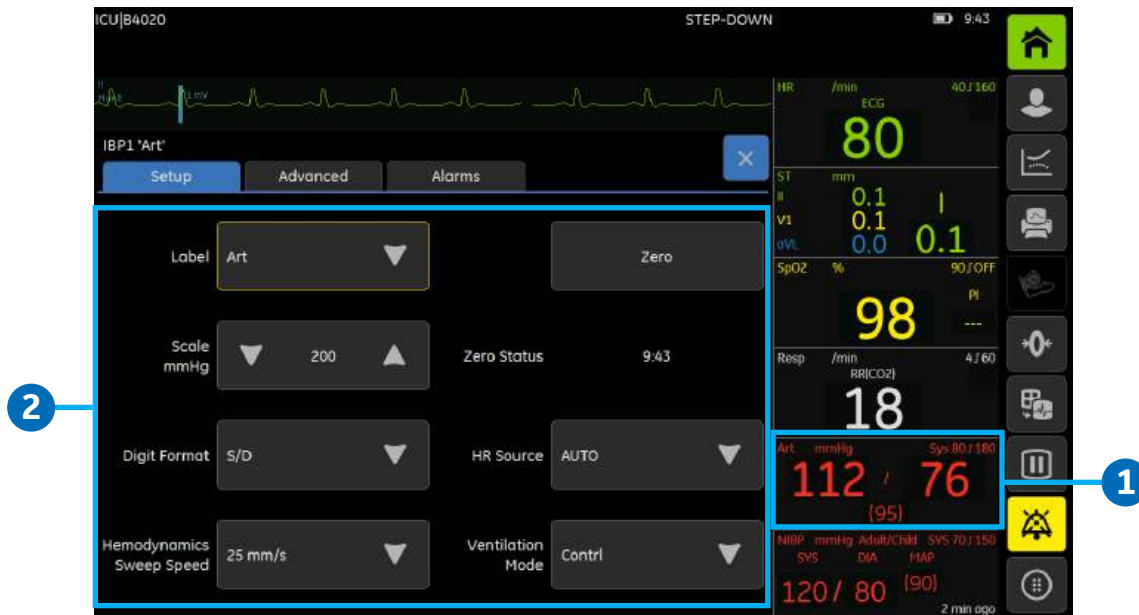 ICU|B4020 STEP-DOWN 9:43
II
1 mV
IBP1 'Art'
Setup Advanced Alarms
Label Art Zero
Scale
mmHg
200 Zero Status 9:43
Digit Format S/D HR Source AUTO
Hemodynamics
Sweep Speed
25 mm/s
Ventilation
Mode
Contrl
2
HR /min 40 160
ECG
80
ST mm
II 0.1 I
V1 0.1
aVL 0.0 0.1
SpO2 % 90 OFF
PI
98 ---
Resp /min 4 60
RR(CO2)
18
Art mmHg Sys 80 180
112 / 76
(95)
NIBP mmHg Adult/Child SYS 70 150
SYS DIA MAP
120 / 80 (90)
2 min ago
0
1